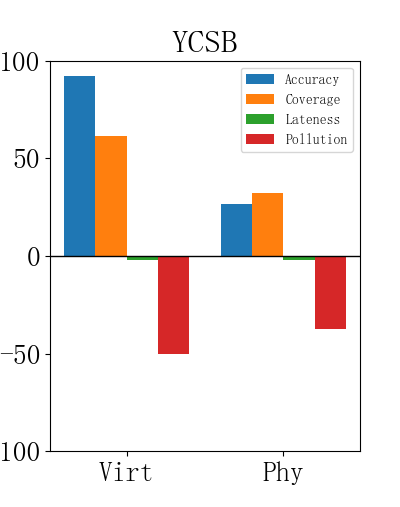 YCSB
100
50
0
−50
100
Accuracy
Coverage
Lateness
Pollution
Virt
Phy